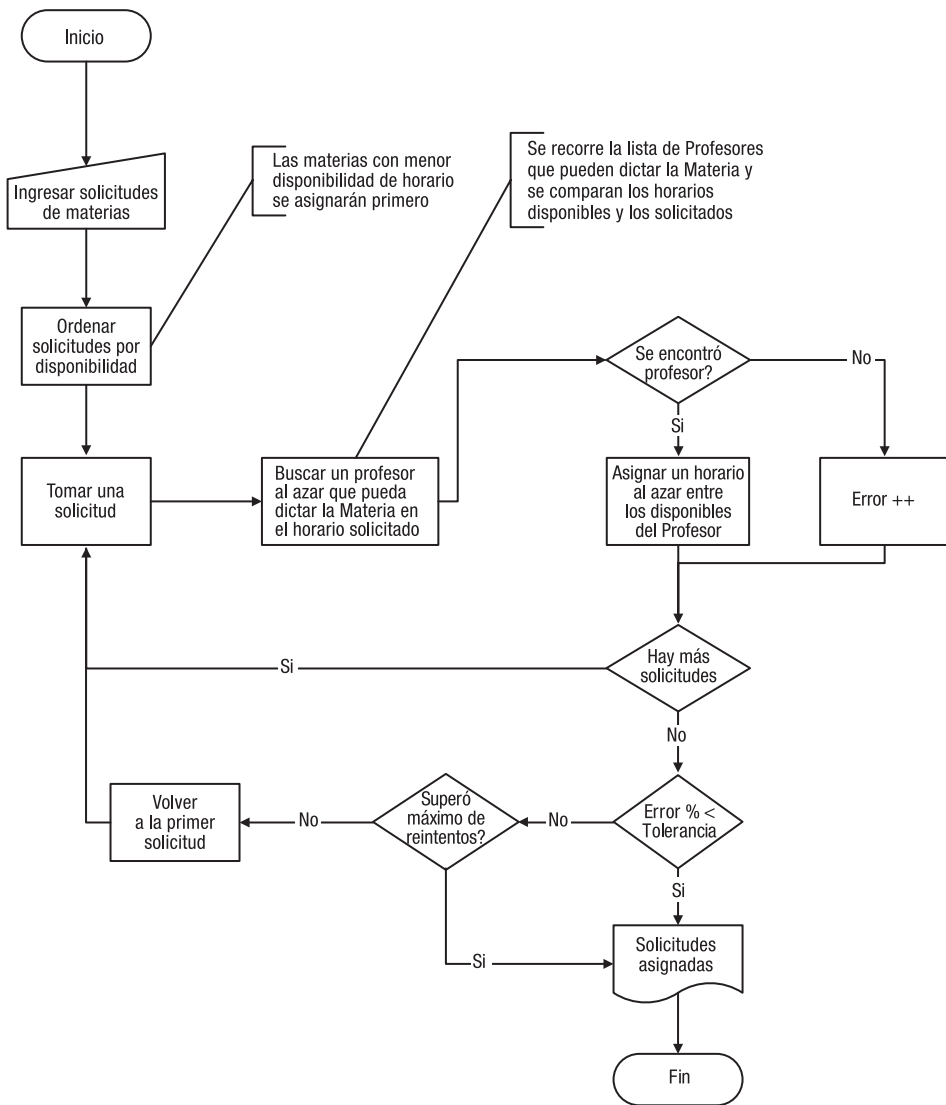 Inicio
Ingresar solicitudes
de materias
Las materias con menor
disponibilidad de horario
se asignarán primero
Se recorre la lista de Profesores
que pueden dictar la Materia y
se comparan los horarios
disponibles y los solicitados
Ordenar
solicitudes por
disponibilidad
Tomar una
solicitud
Buscar un profesor
al azar que pueda
dictar la Materia en
el horario solicitado
Se encontró
profesor?
No
Si
Asignar un horario
al azar entre
los disponibles
del Profesor
Error ++
Hay más
solicitudes
Si
No
Error % <
Tolerancia
No
Superó
máximo de
reintentos?
No
Volver
a la primer
solicitud
Si
Si
Solicitudes
asignadas
Fin